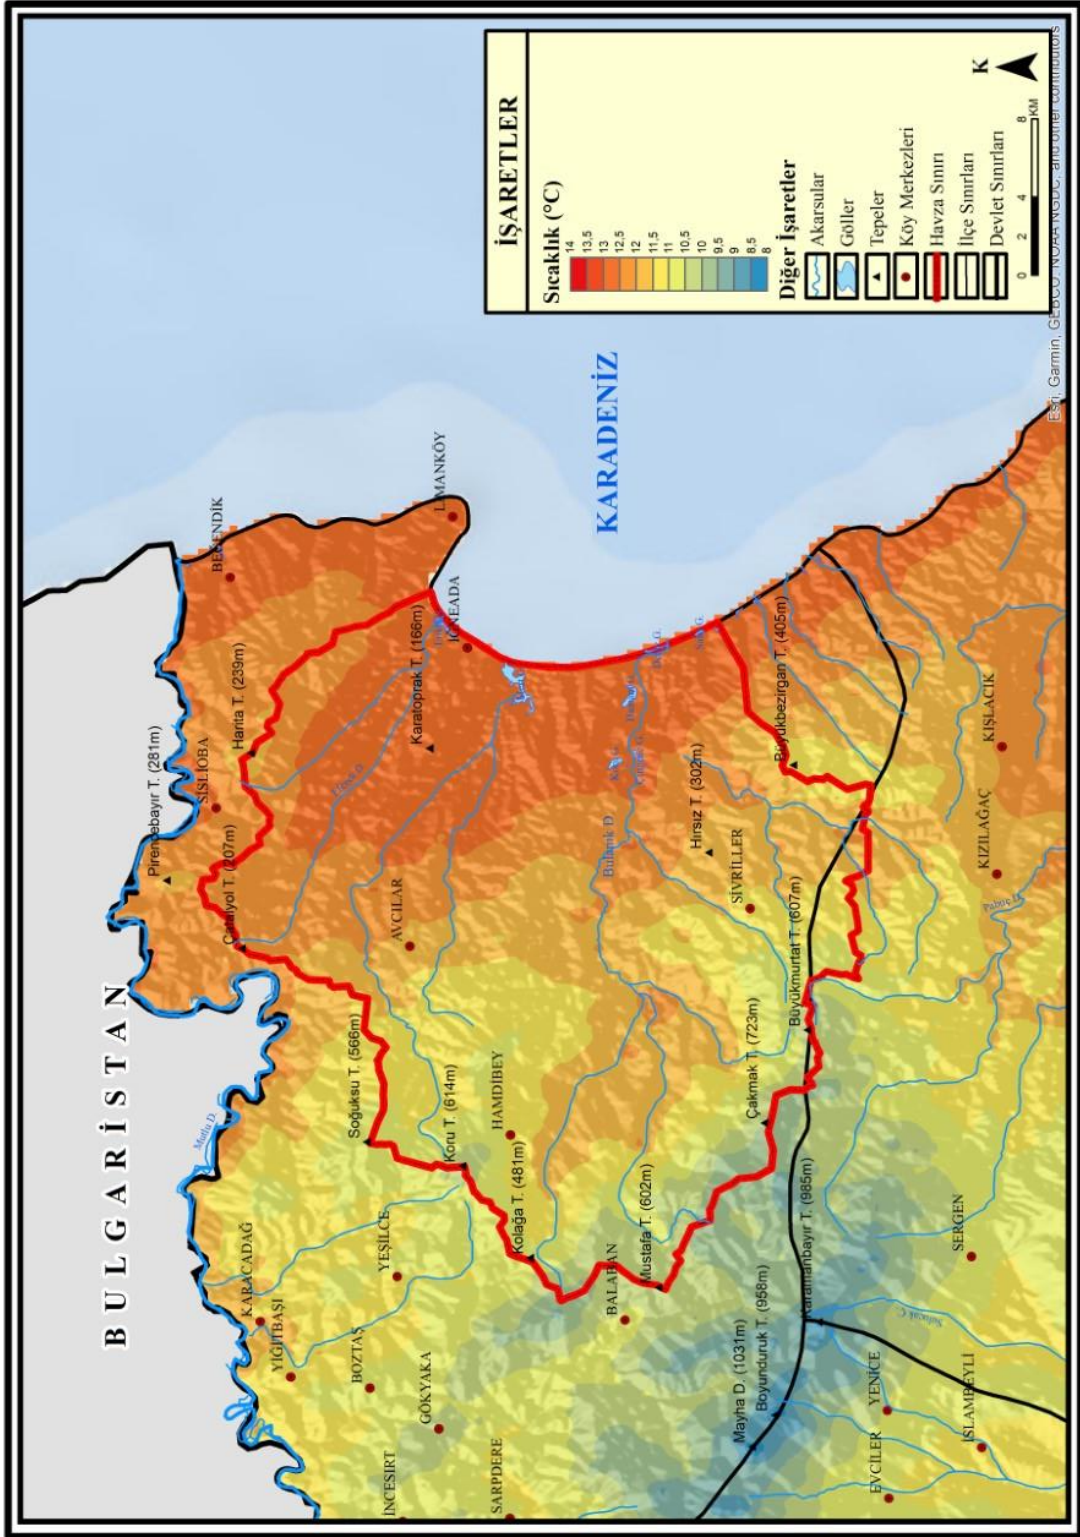 BULGARİSTAN
Mutlu D.
Pirencebayır T. (281m)
SİSLİOBA
Harita T. (239m)
BEĞENDİK
Çatalyol T. (207m)
KARACADAĞ
YİĞİTBAŞI
Soğuksu T. (566m)
AVCILAR
Karatoprak T. (166m)
LİMANKÖY
İĞNEADA
YEŞİLCE
BOZTAŞ
Koru T. (614m)
HAMDİBEY
GÖKYAKA
İNCESIRT
SARPDERE
Kolağa T. (481m)
BALABAN
Mustafa T. (602m)
Bulanık D.
KARADENİZ
Hırsız T. (302m)
SİVRİLER
Büyükbezirgan T. (405m)
Çakmak T. (723m)
Büyükmurtat T. (607m)
Mayha D. (1031m)
Boyunduruk T. (958m)
Karamanbayır T. (985m)
YENİCE
EVCİLER
SERGEN
İSLAMBEYLİ
KIZILAĞAÇ
KIŞLACIK
Pabuç D.
İŞARETLER
Sıcaklık (°C)
14
13,5
13
12,5
12
11,5
11
10,5
10
9,5
9
8,5
8
Diğer İşaretler
Akarsular
Göller
Tepeler
Köy Merkezleri
Havza Sınırı
İlçe Sınırları
Devlet Sınırları
0 2 4 8
KM
K
Esri, Garmin, GEBCO, NOAA NGDC, and other contributors